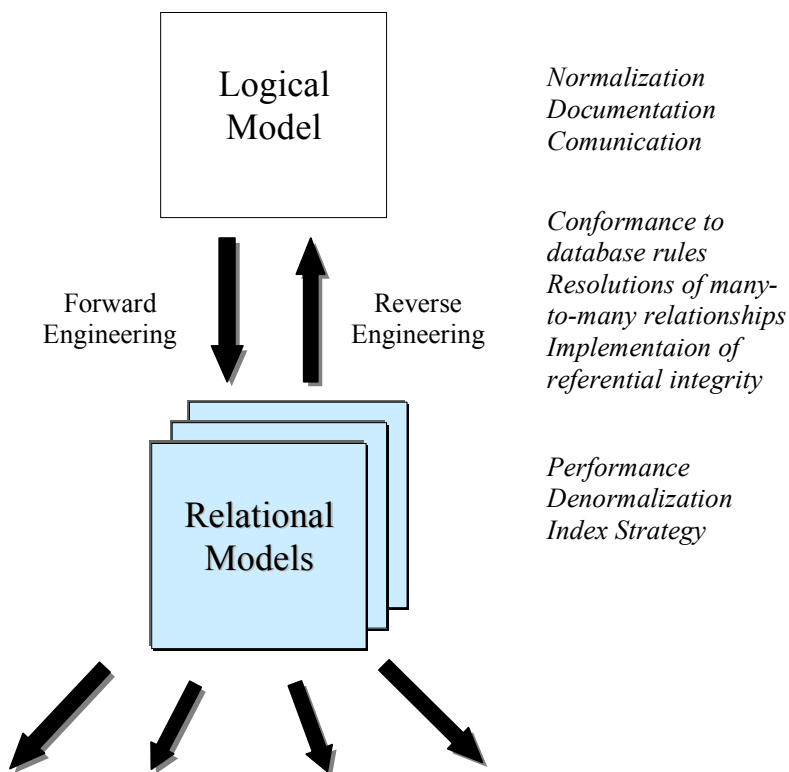 Logical
Model
Normalization
Documentation
Comunication
Forward
Engineering
Reverse
Engineering
Conformance to
database rules
Resolutions of many-
to-many relationships
Implementaion of
referential integrity
Relational
Models
Performance
Denormalization
Index Strategy